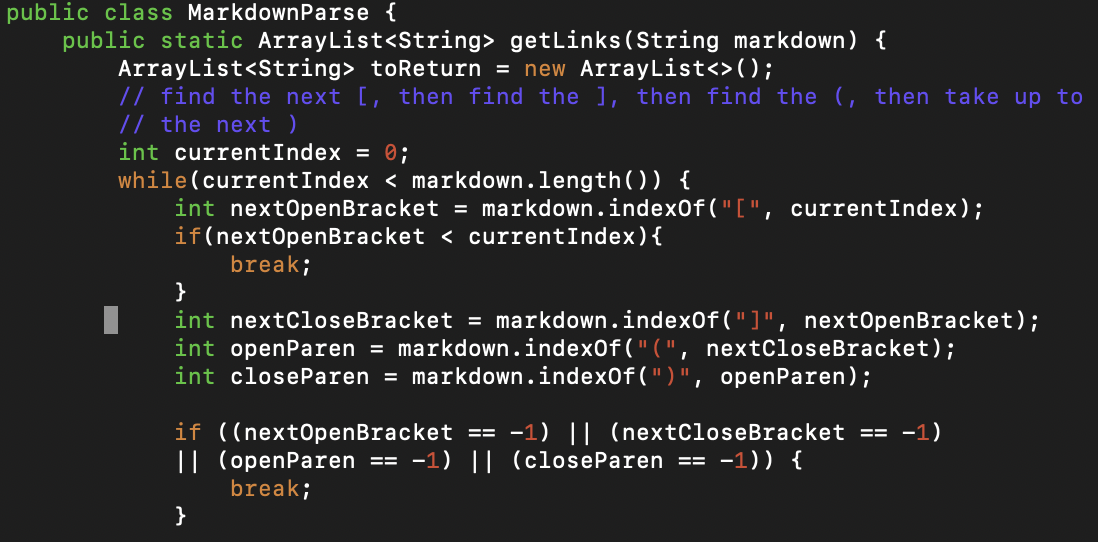 public class MarkdownParse {
    public static ArrayList<String> getLinks(String markdown) {
        ArrayList<String> toReturn = new ArrayList<>();
        // find the next [, then find the ], then find the (, then take up to
        // the next )
        int currentIndex = 0;
        while(currentIndex < markdown.length()) {
            int nextOpenBracket = markdown.indexOf("[", currentIndex);
            if(nextOpenBracket < currentIndex){
                break;
            }
            int nextCloseBracket = markdown.indexOf("]", nextOpenBracket);
            int openParen = markdown.indexOf("(", nextCloseBracket);
            int closeParen = markdown.indexOf(")", openParen);

            if ((nextOpenBracket == -1) || (nextCloseBracket == -1)
            || (openParen == -1) || (closeParen == -1)) {
                break;
            }